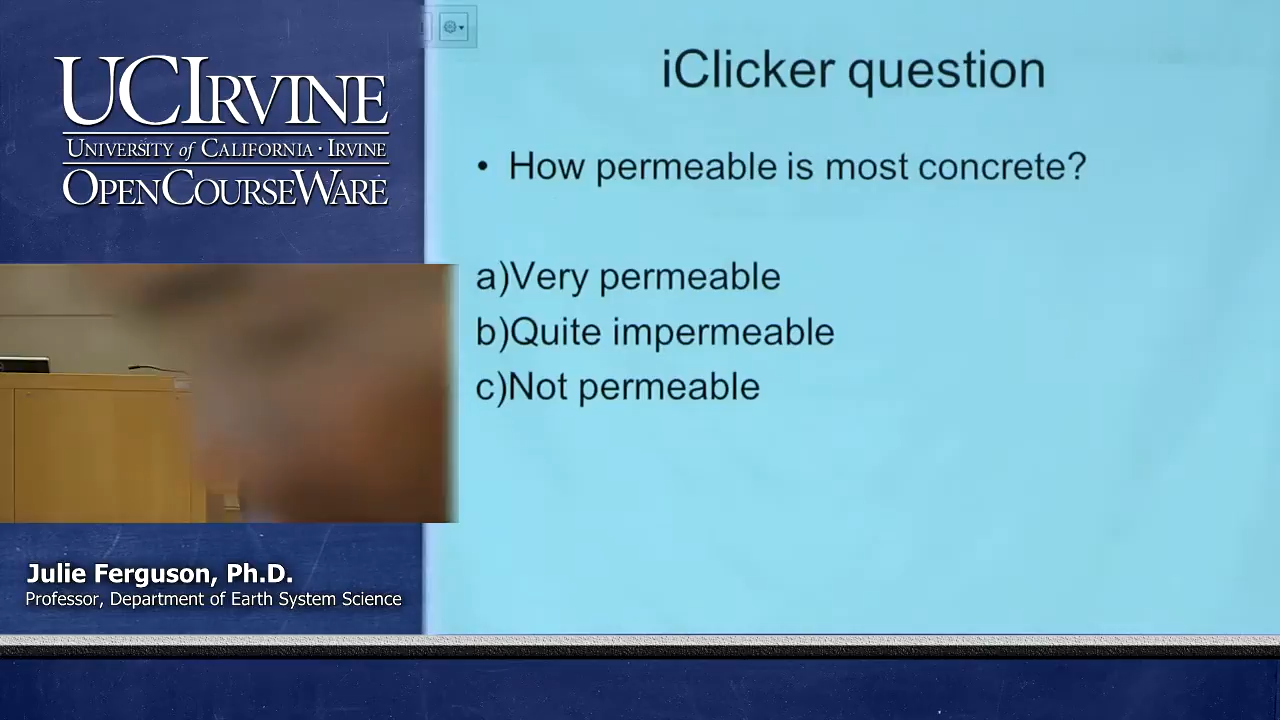 UCIRVINE
UNIVERSITY of CALIFORNIA · IRVINE
OPENCOURSEWARE
iClicker question
• How permeable is most concrete?
a)Very permeable
b)Quite impermeable
c)Not permeable
Julie Ferguson, Ph.D.
Professor, Department of Earth System Science